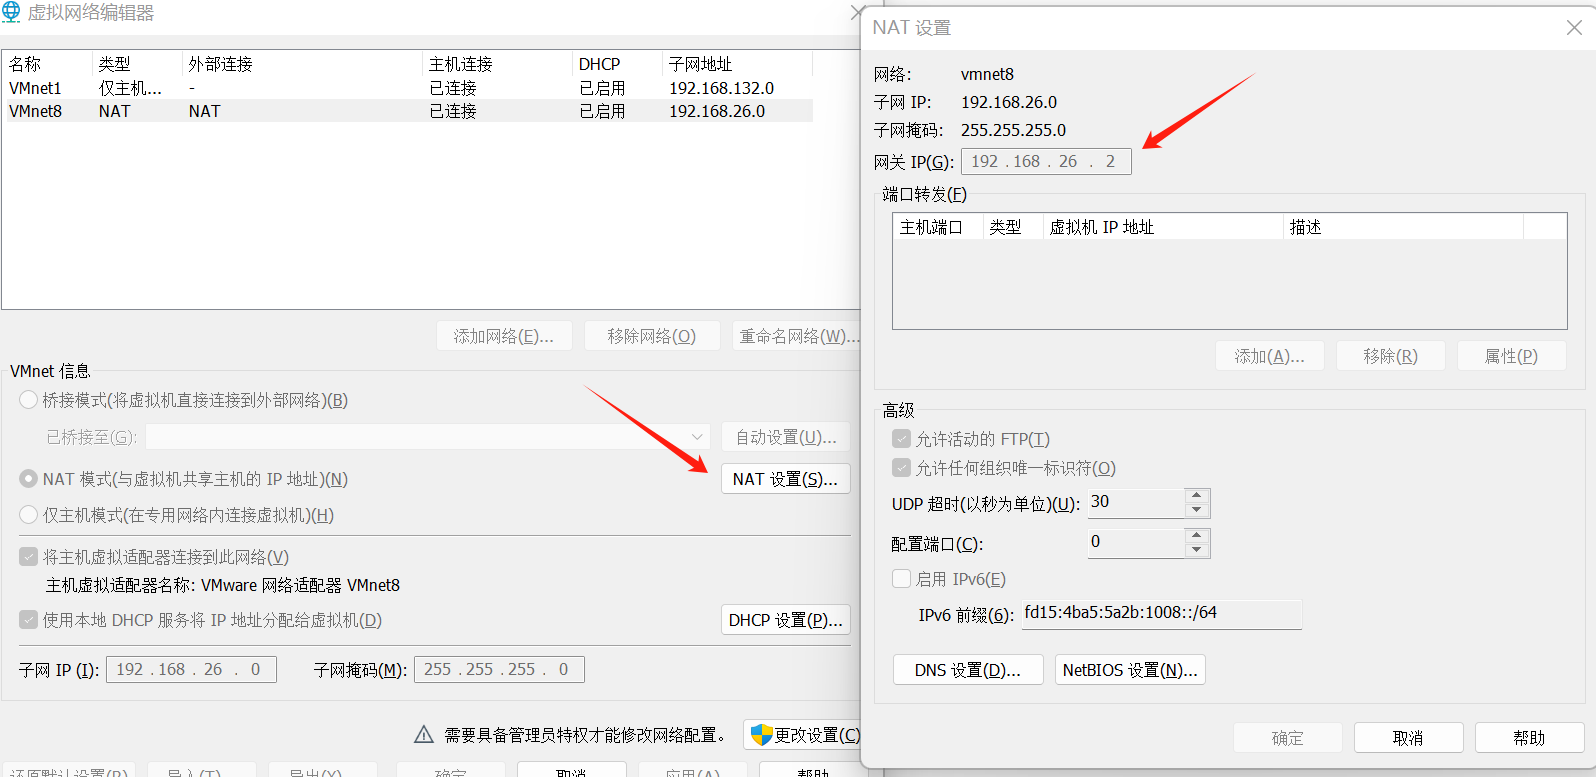 虚拟网络编辑器
名称 类型 外部连接 主机连接 DHCP 子网地址
VMnet1 仅主机... - 已连接 已启用 192.168.132.0
VMnet8 NAT NAT 已连接 已启用 192.168.26.0
添加网络(E)... 移除网络(O) 重命名网络(W)...
VMnet 信息
桥接模式(将虚拟机直接连接到外部网络)(B)
已桥接至(G): 自动设置(U)...
NAT 模式(与虚拟机共享主机的 IP 地址)(N) NAT 设置(S)...
仅主机模式(在专用网络内连接虚拟机)(H)
将主机虚拟适配器连接到此网络(V)
主机虚拟适配器名称: VMware 网络适配器 VMnet8
使用本地 DHCP 服务将 IP 地址分配给虚拟机(D) DHCP 设置(P)...
子网 IP (I): 192 . 168 . 26 . 0 子网掩码(M): 255 . 255 . 255 . 0
需要具备管理员特权才能修改网络配置。 更改设置(C)
还原默认设置(R) 导入(T)... 导出(X)... 确定 取消 应用(A) 帮助
NAT 设置
网络: vmnet8
子网 IP: 192.168.26.0
子网掩码: 255.255.255.0
网关 IP(G): 192 . 168 . 26 . 2
端口转发(F)
主机端口 类型 虚拟机 IP 地址 描述
添加(A)... 移除(R) 属性(P)
高级
允许活动的 FTP(T)
允许任何组织唯一标识符(O)
UDP 超时(以秒为单位)(U): 30
配置端口(C): 0
启用 IPv6(E)
IPv6 前缀(6): fd15:4ba5:5a2b:1008::/64
DNS 设置(D)... NetBIOS 设置(N)...
确定 取消 帮助